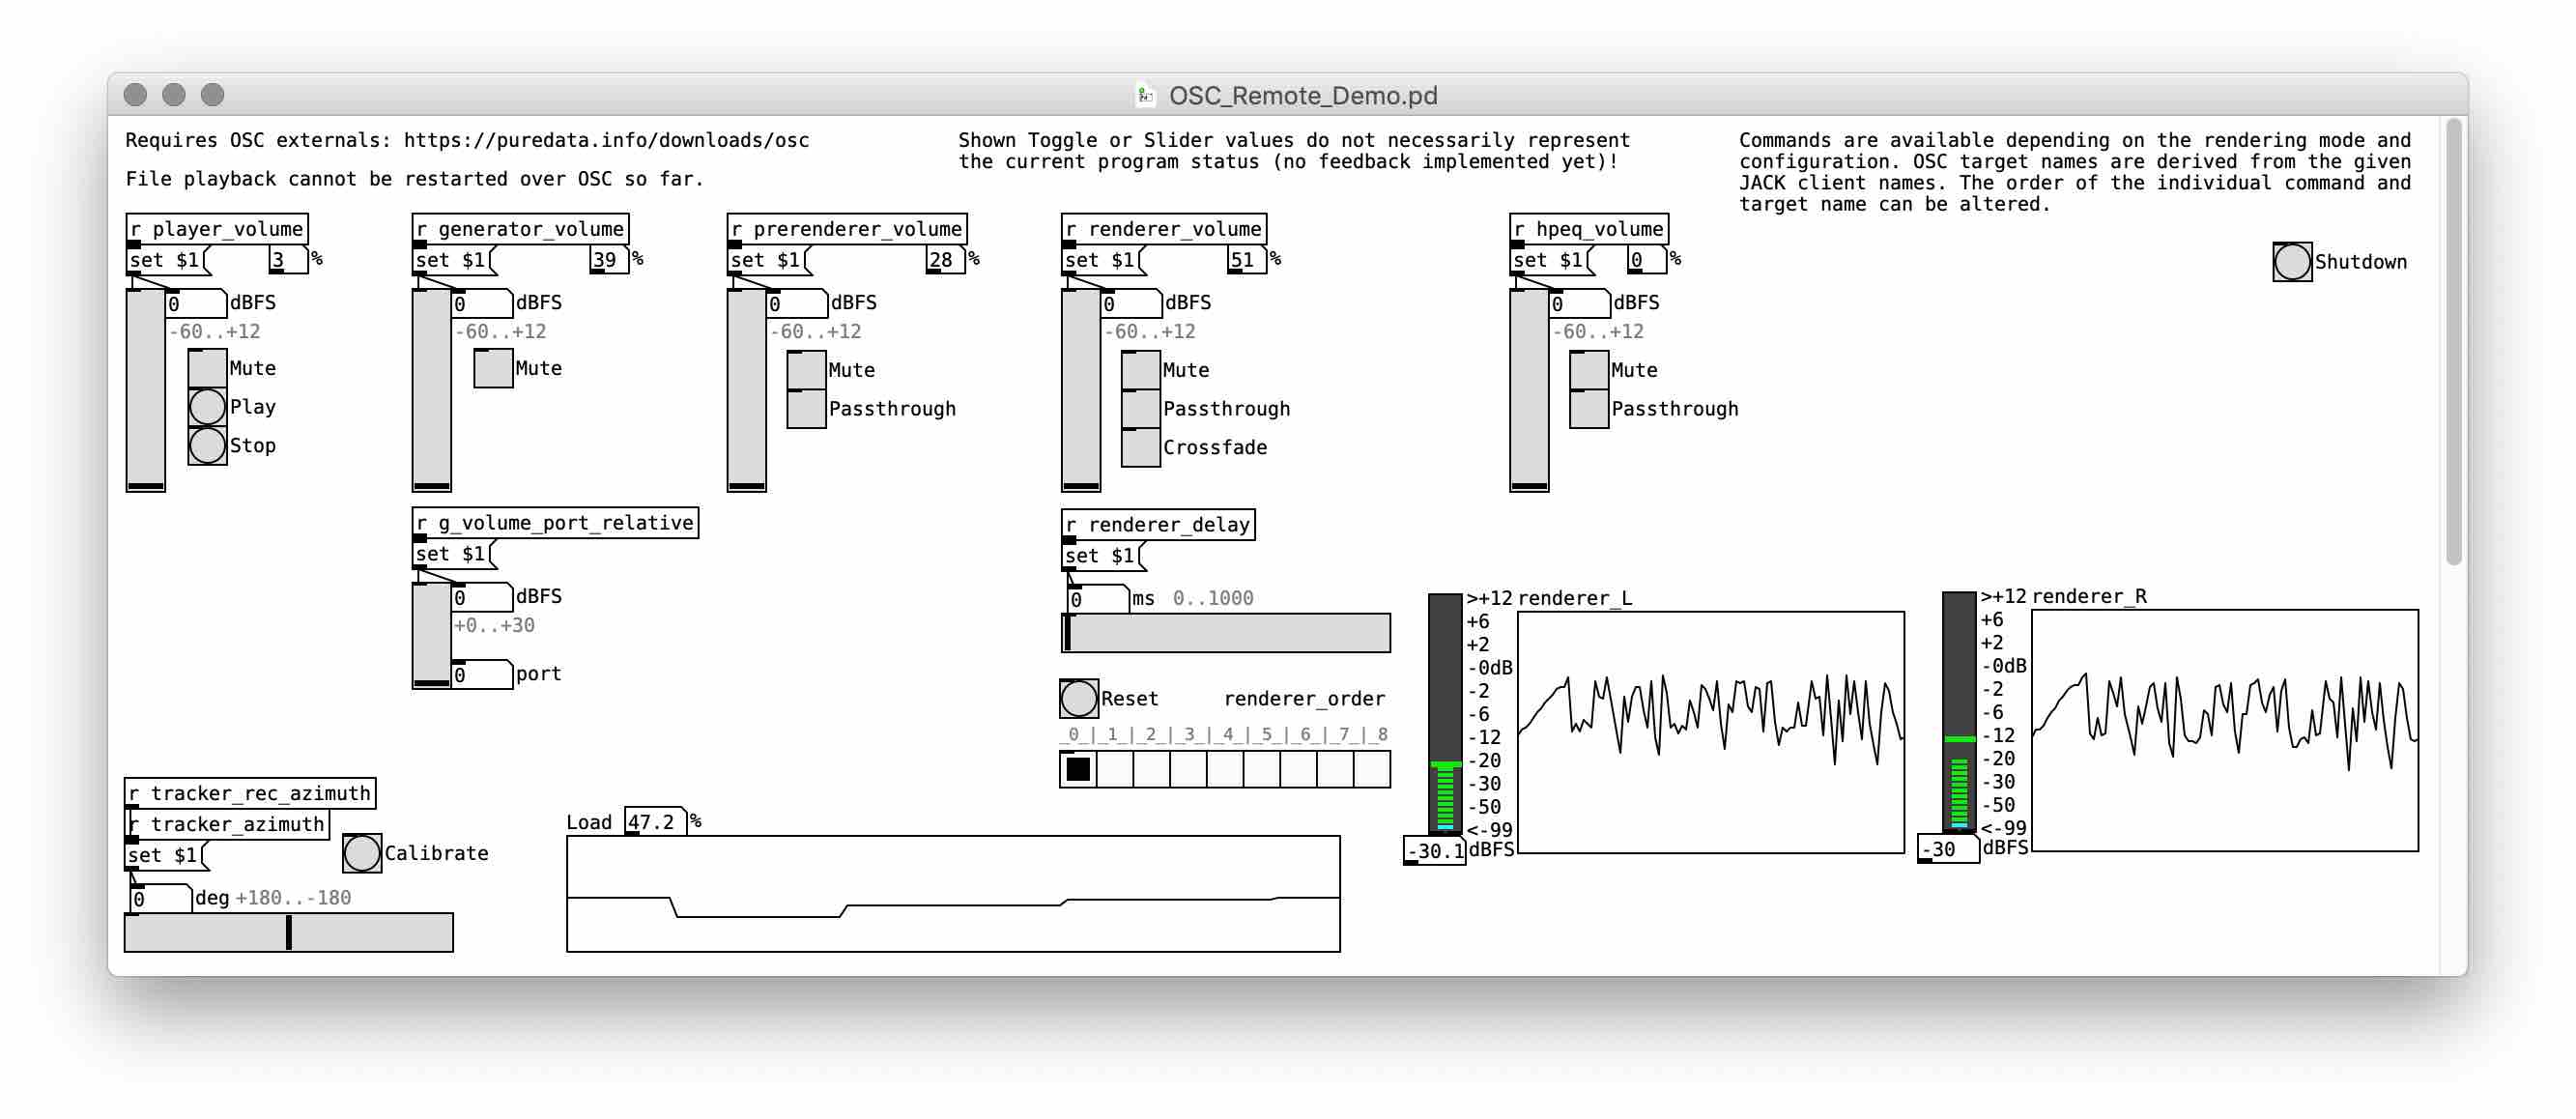 OSC_Remote_Demo.pd
Requires OSC externals: https://puredata.info/downloads/osc
File playback cannot be restarted over OSC so far.
Shown Toggle or Slider values do not necessarily represent
the current program status (no feedback implemented yet)!
Commands are available depending on the rendering mode and
configuration. OSC target names are derived from the given
JACK client names. The order of the individual command and
target name can be altered.
r player_volume
set $1
3 %
0 dBFS
-60..+12
Mute
Play
Stop
r generator_volume
set $1
39 %
0 dBFS
-60..+12
Mute
r prerenderer_volume
set $1
28 %
0 dBFS
-60..+12
Mute
Passthrough
r renderer_volume
set $1
51 %
0 dBFS
-60..+12
Mute
Passthrough
Crossfade
r hpeq_volume
set $1
0 %
0 dBFS
-60..+12
Mute
Passthrough
Shutdown
r g_volume_port_relative
set $1
0 dBFS
+0..+30
0 port
r renderer_delay
set $1
0 ms 0..1000
Reset
renderer_order
_0_|_1_|_2_|_3_|_4_|_5_|_6_|_7_|_8
r tracker_rec_azimuth
r tracker_azimuth
set $1
Calibrate
0 deg +180..-180
Load 47.2 %
>+12
+6
+2
-0dB
-2
-6
-12
-20
-30
-50
<-99
-30.1 dBFS
renderer_L
>+12
+6
+2
-0dB
-2
-6
-12
-20
-30
-50
<-99
-30 dBFS
renderer_R